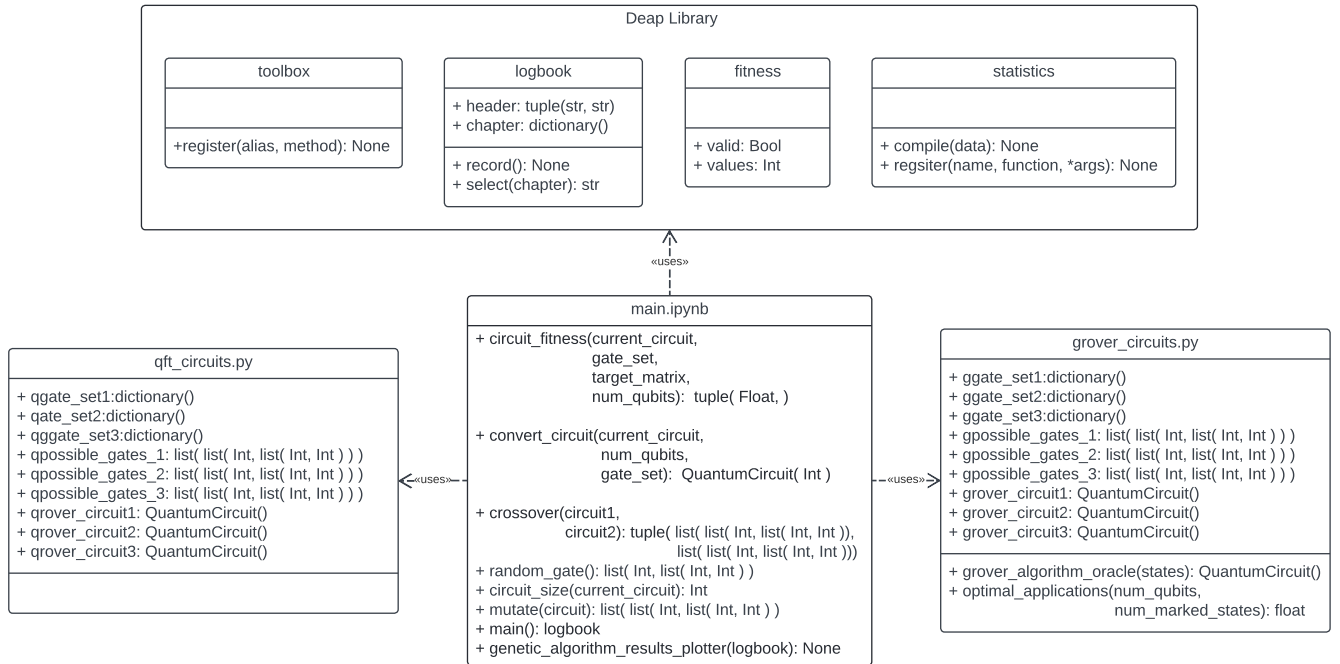 Deap Library
toolbox
+register(alias, method): None
logbook
+ header: tuple(str, str)
+ chapter: dictionary()
+ record(): None
+ select(chapter): str
fitness
+ valid: Bool
+ values: Int
statistics
+ compile(data): None
+ regsiter(name, function, *args): None
«uses»
qft_circuits.py
+ qgate_set1:dictionary()
+ qate_set2:dictionary()
+ qggate_set3:dictionary()
+ qpossible_gates_1: list( list( Int, list( Int, Int ) ) )
+ qpossible_gates_2: list( list( Int, list( Int, Int ) ) )
+ qpossible_gates_3: list( list( Int, list( Int, Int ) ) )
+ qrover_circuit1: QuantumCircuit()
+ qrover_circuit2: QuantumCircuit()
+ qrover_circuit3: QuantumCircuit()
«uses»
main.ipynb
+ circuit_fitness(current_circuit,
gate_set,
target_matrix,
num_qubits): tuple( Float, )
+ convert_circuit(current_circuit,
num_qubits,
gate_set): QuantumCircuit( Int )
+ crossover(circuit1,
circuit2): tuple( list( list( Int, list( Int, Int )),
list( list( Int, list( Int, Int )))
+ random_gate(): list( Int, list( Int, Int ) )
+ circuit_size(current_circuit): Int
+ mutate(circuit): list( list( Int, list( Int, Int ) )
+ main(): logbook
+ genetic_algorithm_results_plotter(logbook): None
«uses»
grover_circuits.py
+ ggate_set1:dictionary()
+ ggate_set2:dictionary()
+ ggate_set3:dictionary()
+ gpossible_gates_1: list( list( Int, list( Int, Int ) ) )
+ gpossible_gates_2: list( list( Int, list( Int, Int ) ) )
+ gpossible_gates_3: list( list( Int, list( Int, Int ) ) )
+ grover_circuit1: QuantumCircuit()
+ grover_circuit2: QuantumCircuit()
+ grover_circuit3: QuantumCircuit()
+ grover_algorithm_oracle(states): QuantumCircuit()
+ optimal_applications(num_qubits,
num_marked_states): float